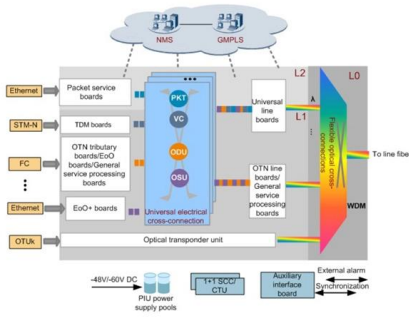 NMS
GMPLS
L2
L0
Ethernet
Packet service
boards
PKT
Universal
line
boards
λ
L1
STM-N
TDM boards
VC
FC
OTN tributary
boards/EoO
boards/General
service processing
boards
ODU
OSU
OTN line
boards/
General
service
processing
boards
Flexible optical cross-
connections
To line fibe
WDM
Ethernet
EoO+ boards
Universal electrical
cross-connection
OTUk
Optical transponder unit
-48V/-60V DC
PIU power
supply pools
1+1 SCC/
CTU
Auxiliary
interface
board
External alarm
Synchronization